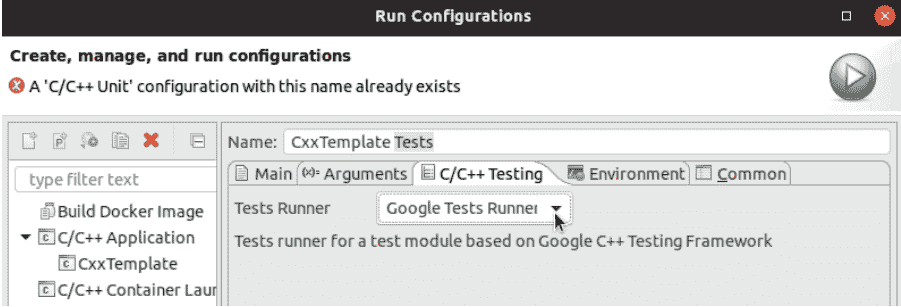 Run Configurations
Create, manage, and run configurations
A 'C/C++ Unit' configuration with this name already exists
Name: CxxTemplate Tests
type filter text
Build Docker Image
C/C++ Application
CxxTemplate
C/C++ Container Laun
Main Arguments C/C++ Testing Environment Common
Tests Runner Google Tests Runner
Tests runner for a test module based on Google C++ Testing Framework